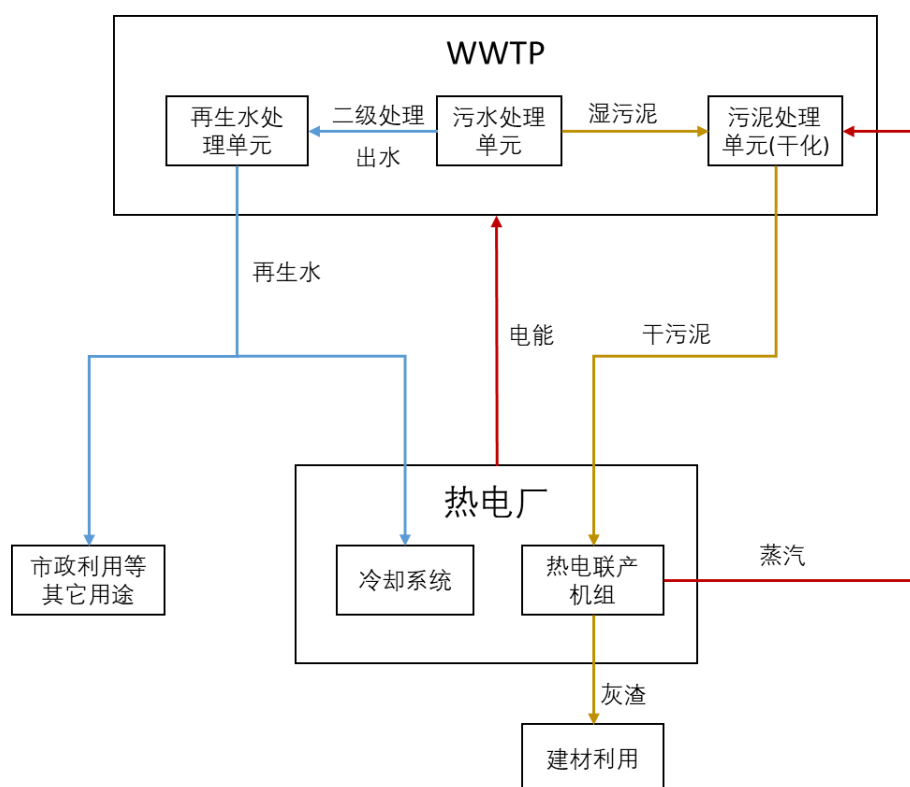 WWTP
再生水处
理单元
二级处理
出水
污水处理
单元
湿污泥
污泥处理
单元(干化)
再生水
电能
干污泥
热电厂
市政利用等
其它用途
冷却系统
热电联产
机组
蒸汽
灰渣
建材利用